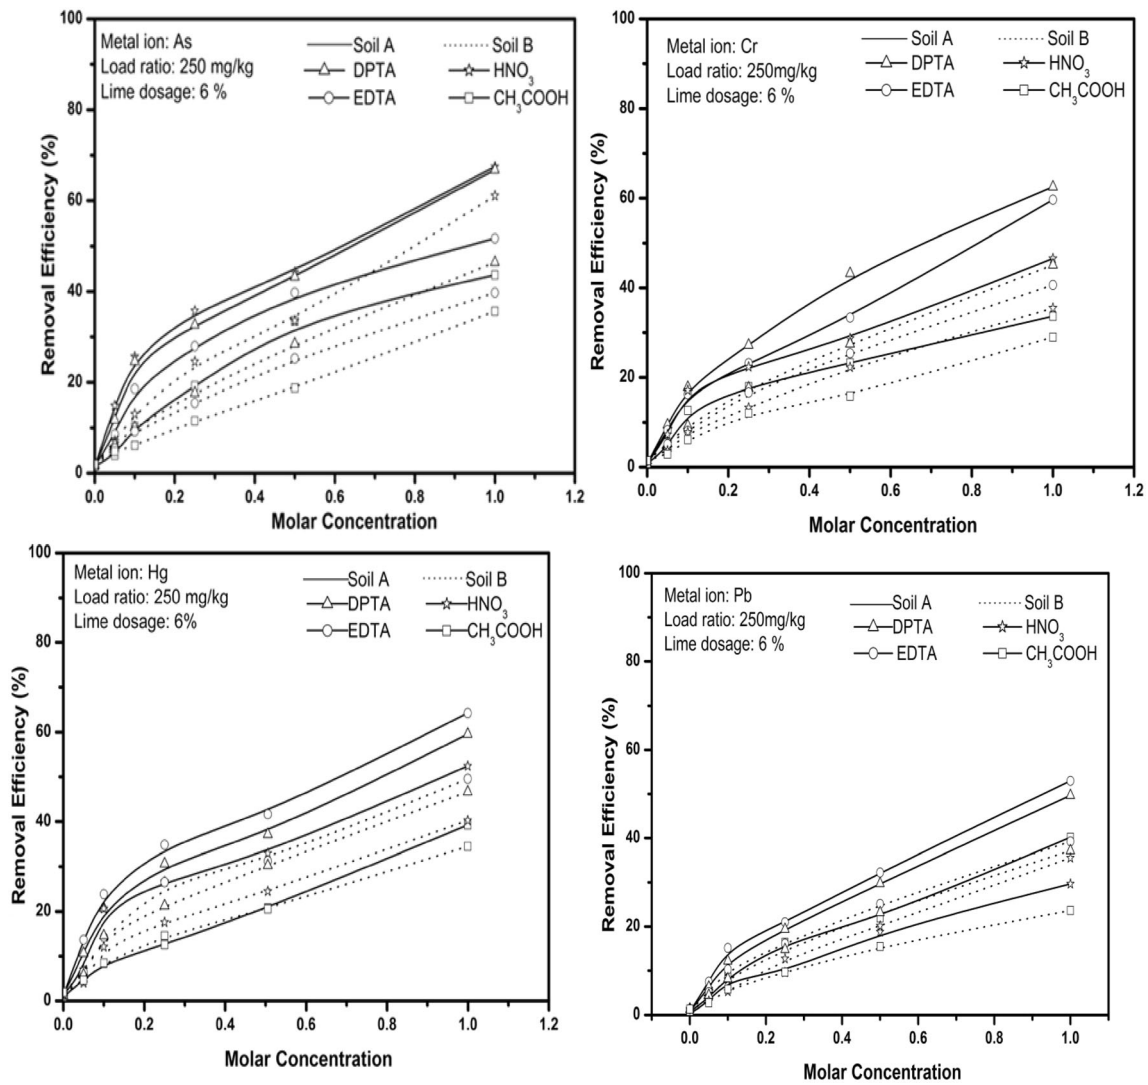 Metal ion: As
Load ratio: 250 mg/kg
Lime dosage: 6 %
Soil A
Soil B
DPTA
HNO3
EDTA
CH3COOH
100
80
60
40
20
0
0.0 0.2 0.4 0.6 0.8 1.0 1.2
Removal Efficiency (%)
Molar Concentration
Metal ion: Cr
Load ratio: 250mg/kg
Lime dosage: 6 %
Soil A
Soil B
DPTA
HNO3
EDTA
CH3COOH
100
80
60
40
20
0
0.0 0.2 0.4 0.6 0.8 1.0 1.2
Removal Efficiency (%)
Molar Concentration
Metal ion: Hg
Load ratio: 250 mg/kg
Lime dosage: 6%
Soil A
Soil B
DPTA
HNO3
EDTA
CH3COOH
100
80
60
40
20
0
0.0 0.2 0.4 0.6 0.8 1.0 1.2
Removal Efficiency (%)
Molar Concentration
Metal ion: Pb
Load ratio: 250mg/kg
Lime dosage: 6 %
Soil A
Soil B
DPTA
HNO3
EDTA
CH3COOH
100
80
60
40
20
0
0.0 0.2 0.4 0.6 0.8 1.0
Removal Efficiency (%)
Molar Concentration